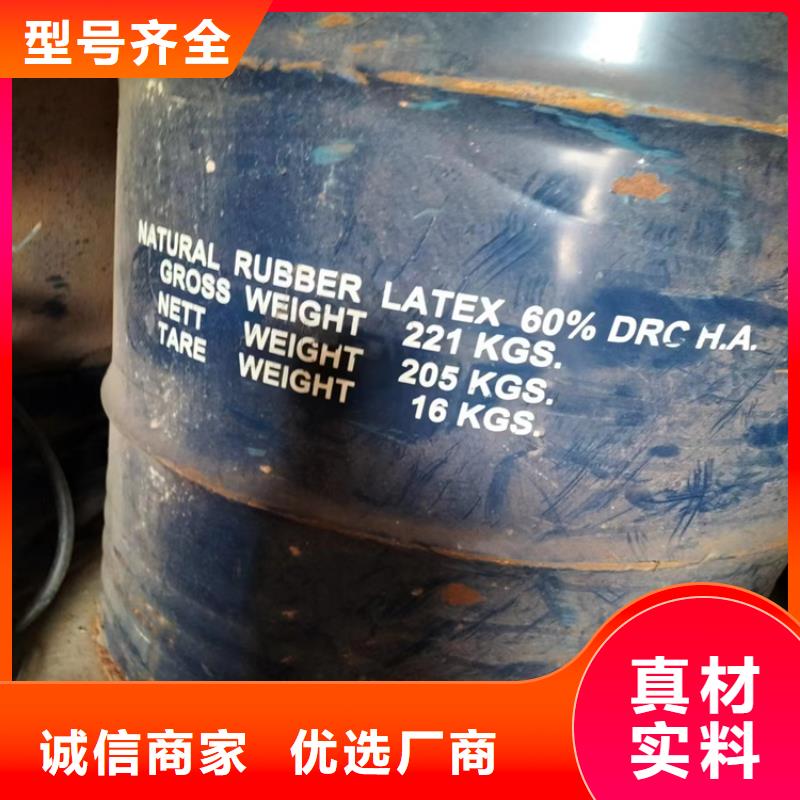 型号齐全
NATURAL RUBBER LATEX 60% DRC H.A.
GROSS WEIGHT 221 KGS.
NETT WEIGHT 205 KGS.
TARE WEIGHT 16 KGS.
真材
实料
诚信商家 优选厂商